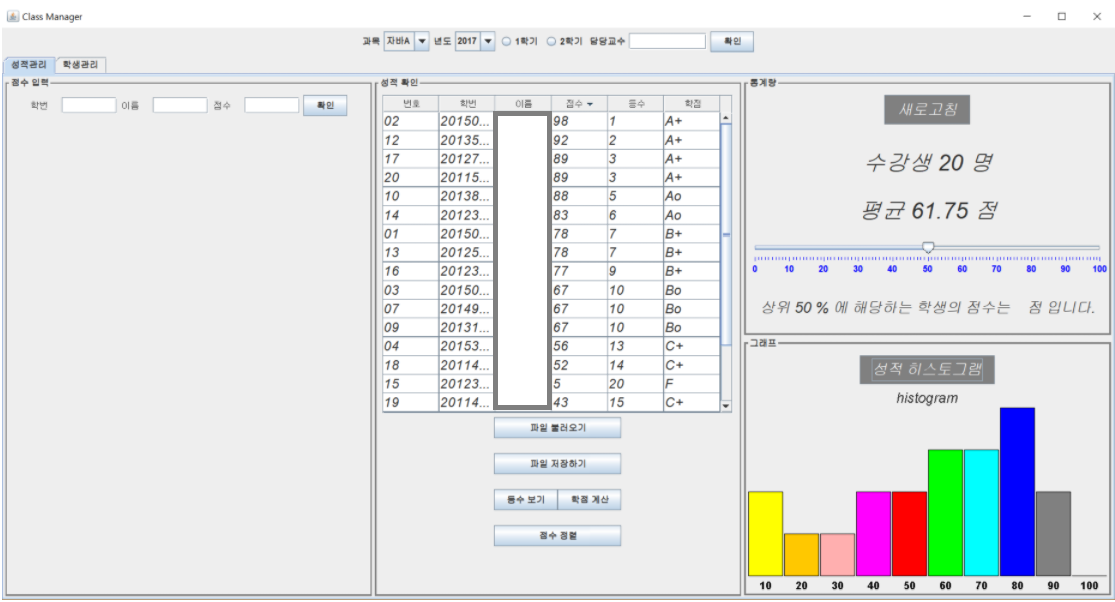 Class Manager
과목 자바A 년도 2017 1학기 2학기 담당교수 확인
성적관리 학생관리
점수 입력
학번 이름 점수 확인
성적 확인
번호 학번 이름 점수 등수 학점
02 20150... 98 1 A+
12 20135... 92 2 A+
17 20127... 89 3 A+
20 20115... 89 3 A+
10 20138... 88 5 Ao
14 20123... 83 6 Ao
01 20150... 78 7 B+
13 20125... 78 7 B+
16 20123... 77 9 B+
03 20150... 67 10 Bo
07 20149... 67 10 Bo
09 20131... 67 10 Bo
04 20153... 56 13 C+
18 20114... 52 14 C+
15 20123... 5 20 F
19 20114... 43 15 C+
파일 불러오기
파일 저장하기
등수 보기 학점 계산
점수 정렬
통계량
새로고침
수강생 20 명
평균 61.75 점
0 10 20 30 40 50 60 70 80 90 100
상위 50 % 에 해당하는 학생의 점수는 점 입니다.
그래프
성적 히스토그램
histogram
10 20 30 40 50 60 70 80 90 100